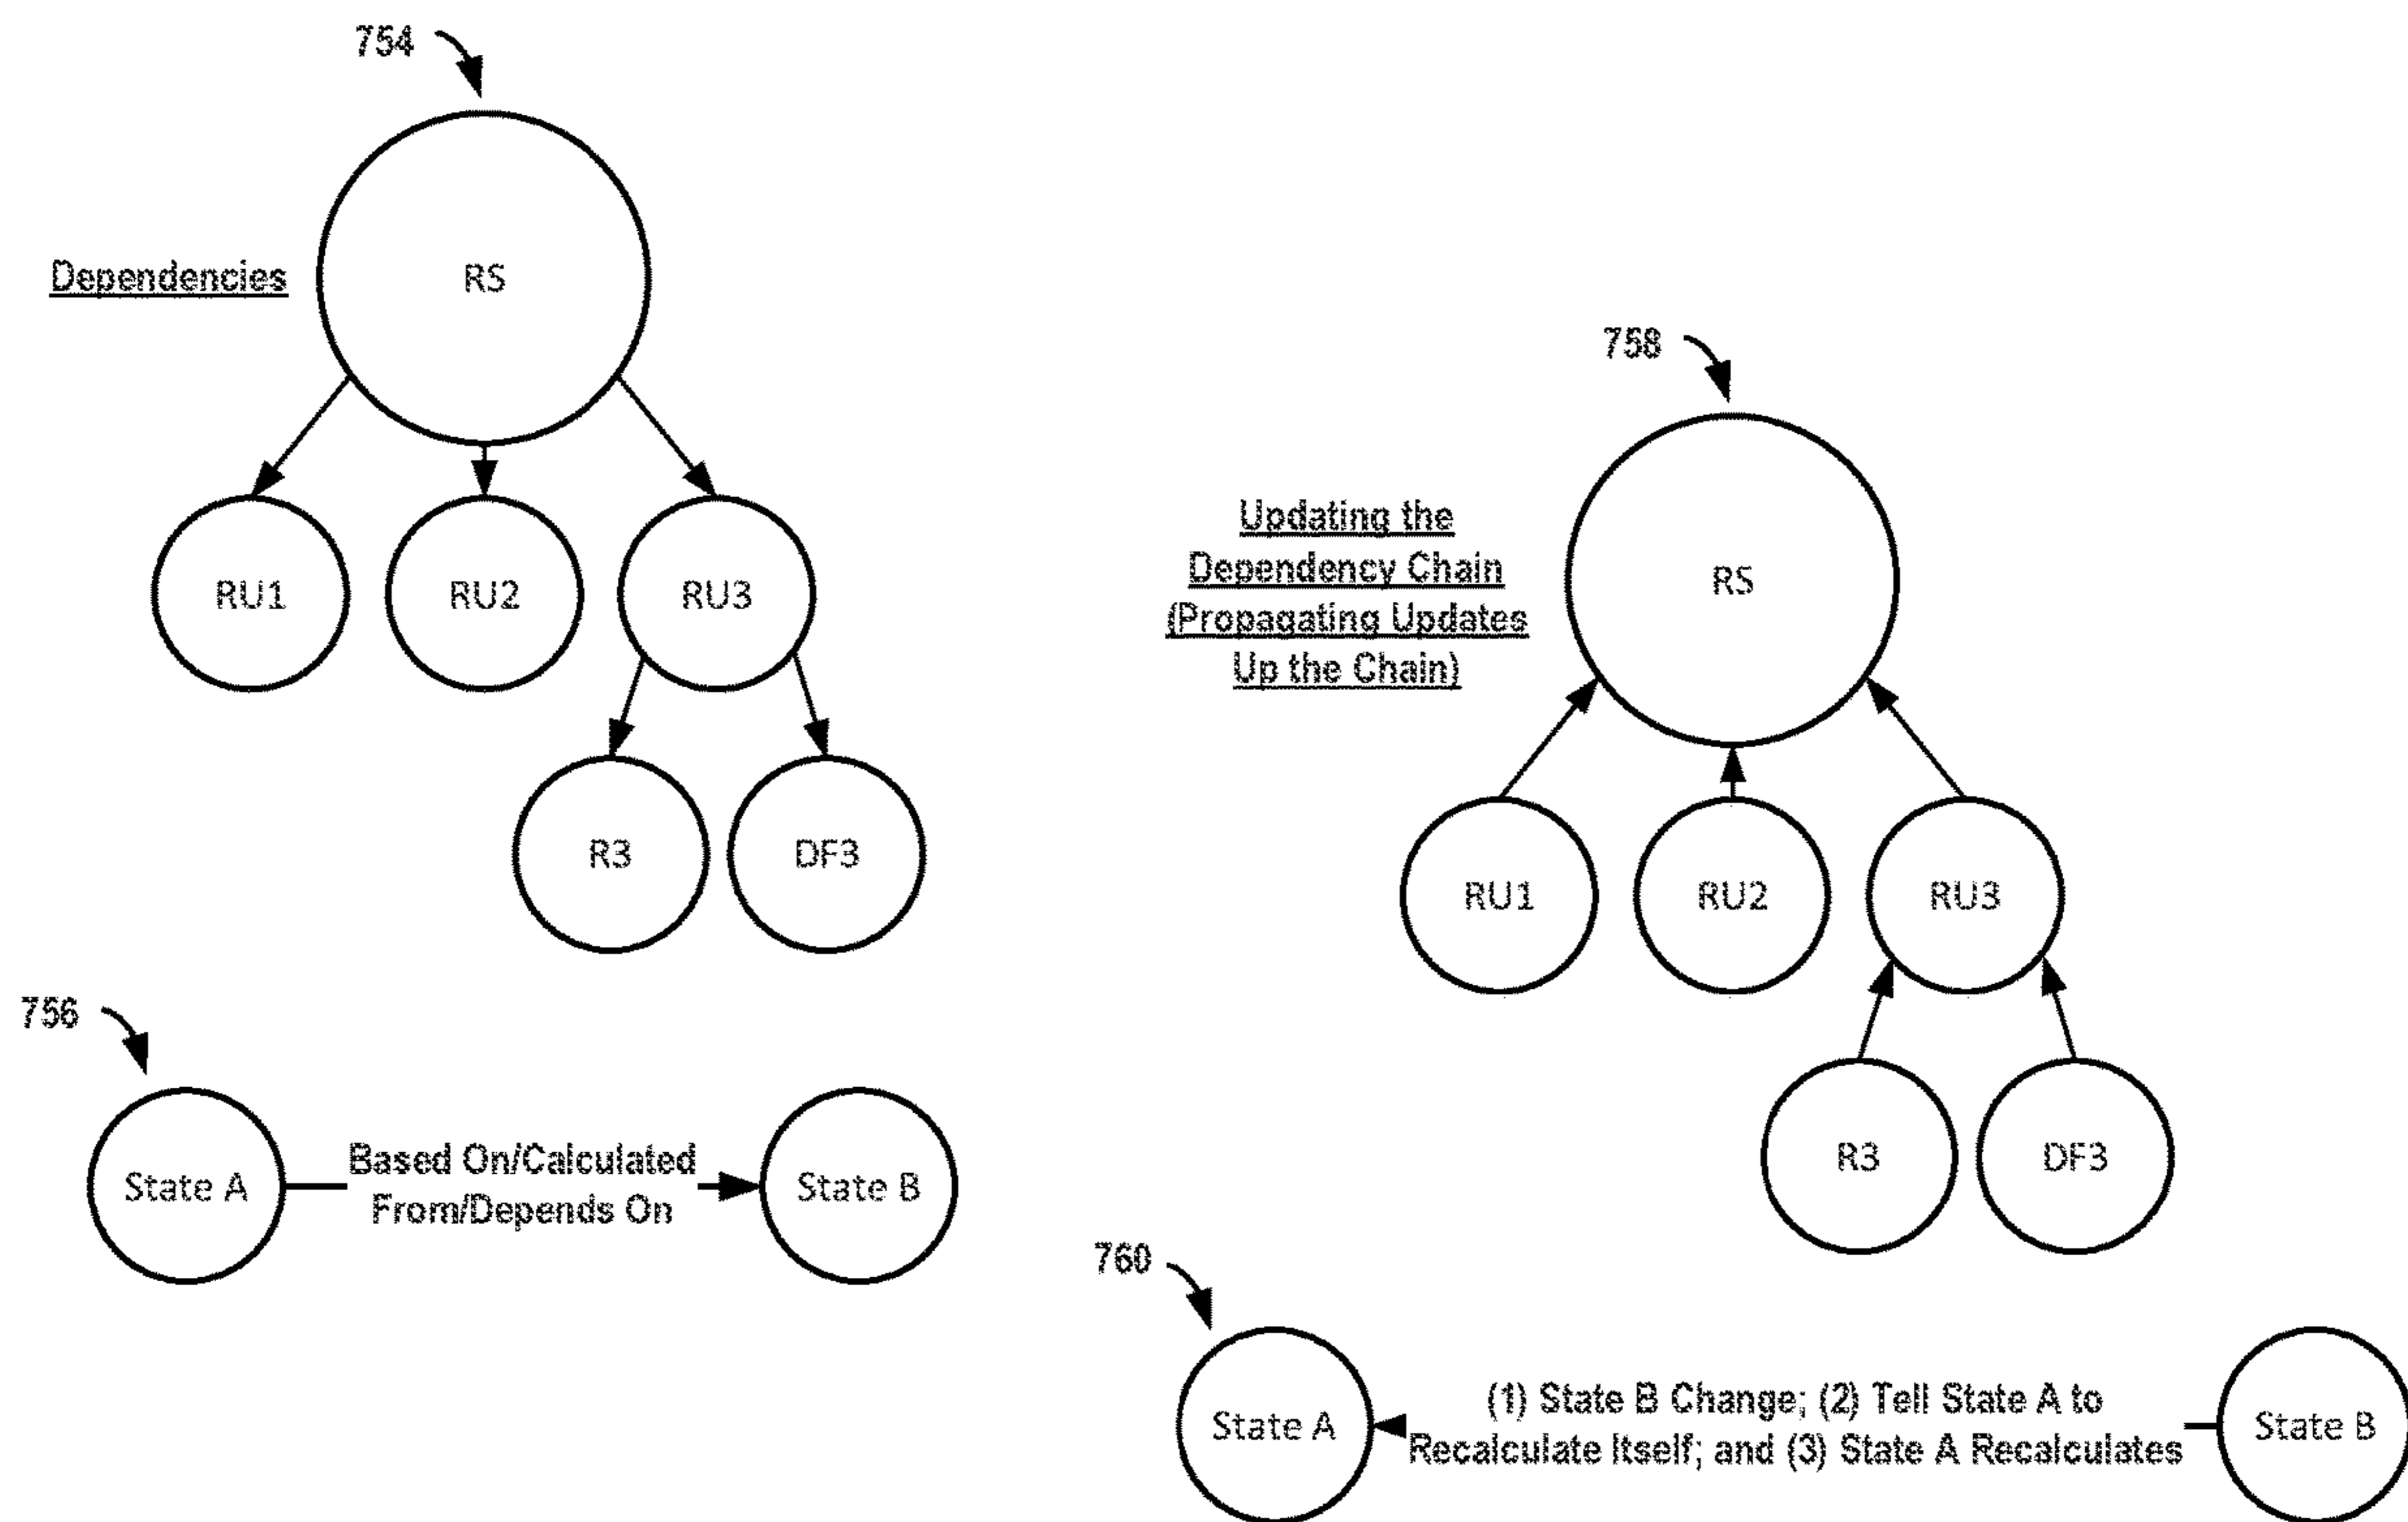 754
RS
Dependencies
RU1
RU2
RU3
R3
DF3
756
State A
Based On/Calculated
From/Depends On
State B
758
RS
Updating the
Dependency Chain
(Propagating Updates
Up the Chain)
RU1
RU2
RU3
R3
DF3
760
State A
(1) State B Change; (2) Tell State A to
Recalculate Itself; and (3) State A Recalculates
State B